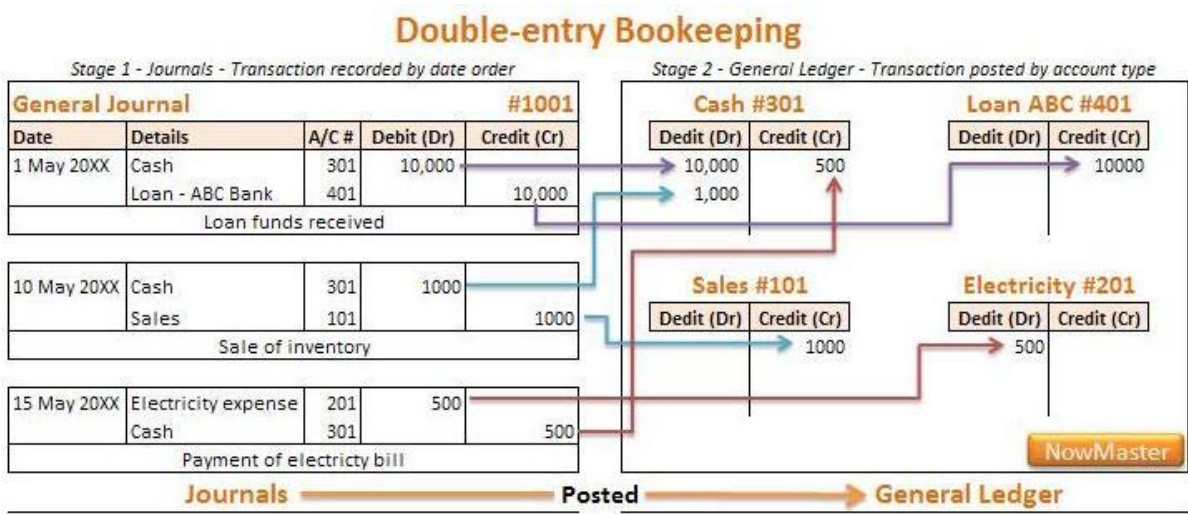 Double-entry Bookeeping
Stage 1 - Journals - Transaction recorded by date order
General Journal #1001
Date Details A/C # Debit (Dr) Credit (Cr)
1 May 20XX Cash 301 10,000
Loan - ABC Bank 401 10,000
Loan funds received
10 May 20XX Cash 301 1000
Sales 101 1000
Sale of inventory
15 May 20XX Electricity expense 201 500
Cash 301 500
Payment of electricty bill
Stage 2 - General Ledger - Transaction posted by account type
Cash #301 Loan ABC #401
Dedit (Dr) Credit (Cr) Dedit (Dr) Credit (Cr)
10,000 500 10000
1,000
Sales #101 Electricity #201
Dedit (Dr) Credit (Cr) Dedit (Dr) Credit (Cr)
1000 500
NowMaster
Journals Posted General Ledger